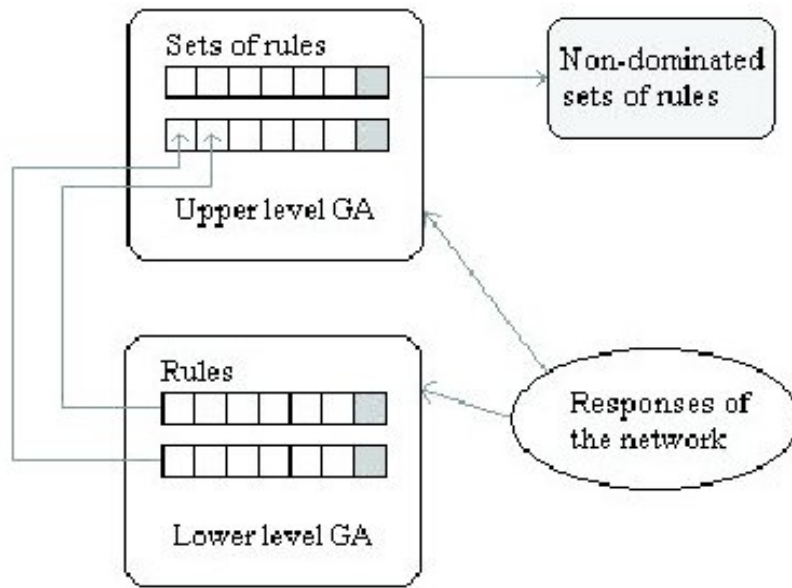 Sets of rules
Upper level GA
Non-dominated
sets of rules
Rules
Lower level GA
Responses of
the network